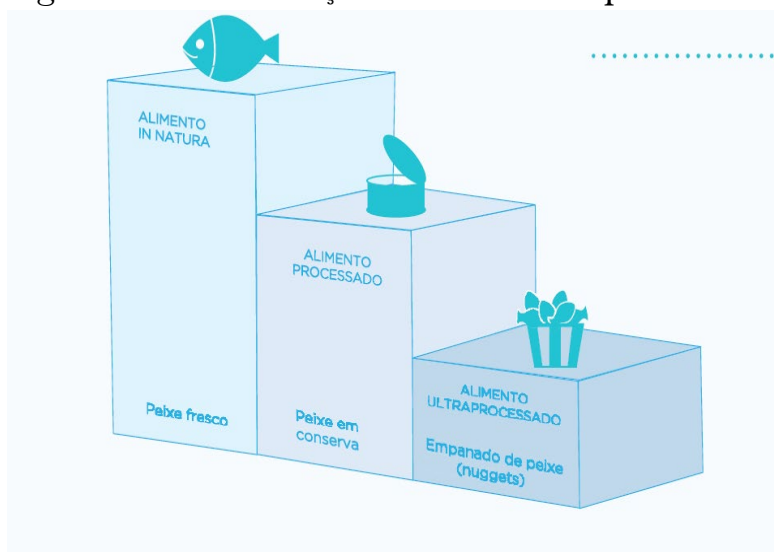 ALIMENTO
IN NATURA
Peixe fresco
ALIMENTO
PROCESSADO
Peixe em
conserva
ALIMENTO
ULTRAPROCESSADO
Empanado de peixe
(nuggets)